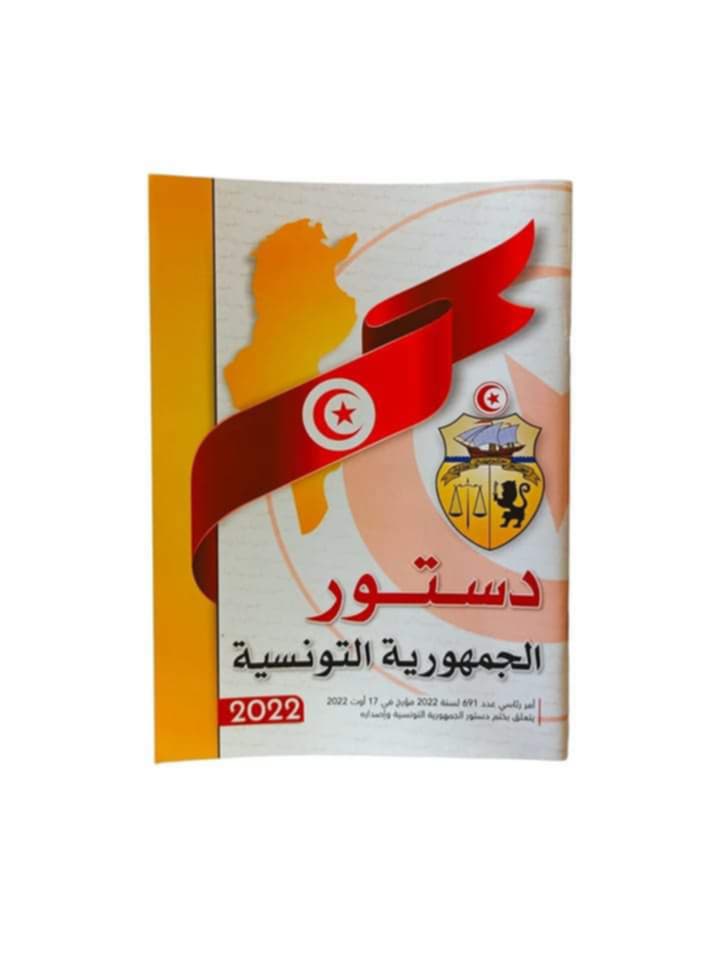 دستور
الجمهورية التونسية
أمر رئاسي عدد 691 لسنة 2022 مؤرخ في 17 أوت 2022
يتعلق بختم دستور الجمهورية التونسية وإصداره
2022